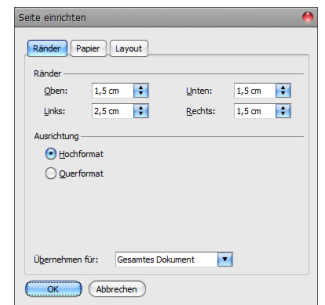 Seite einrichten
Ränder Papier Layout
Ränder
Oben: 1,5 cm Unten: 1,5 cm
Links: 2,5 cm Rechts: 1,5 cm
Ausrichtung
Hochformat
Querformat
Übernehmen für: Gesamtes Dokument
OK Abbrechen